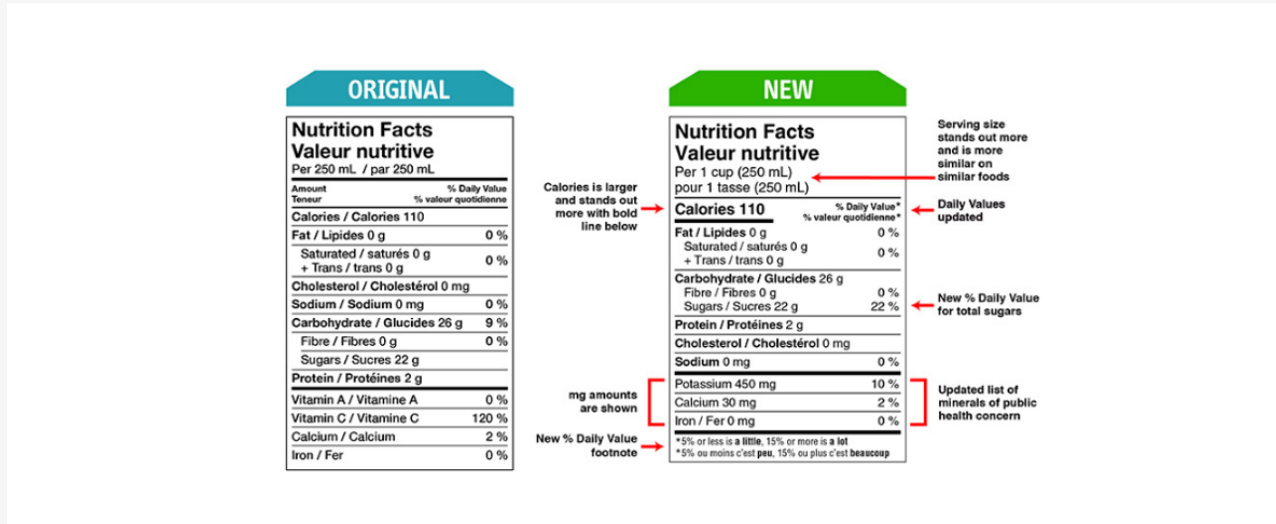 ORIGINAL
Nutrition Facts
Valeur nutritive
Per 250 mL / par 250 mL
Amount % Daily Value
Teneur % valeur quotidienne
Calories / Calories 110
Fat / Lipides 0 g 0 %
Saturated / saturés 0 g
+ Trans / trans 0 g 0 %
Cholesterol / Cholestérol 0 mg
Sodium / Sodium 0 mg 0 %
Carbohydrate / Glucides 26 g 9 %
Fibre / Fibres 0 g 0 %
Sugars / Sucres 22 g
Protein / Protéines 2 g
Vitamin A / Vitamine A 0 %
Vitamin C / Vitamine C 120 %
Calcium / Calcium 2 %
Iron / Fer 0 %
Calories is larger
and stands out
more with bold
line below
mg amounts
are shown
New % Daily Value
footnote
NEW
Nutrition Facts
Valeur nutritive
Per 1 cup (250 mL)
pour 1 tasse (250 mL)
Calories 110 % Daily Value*
% valeur quotidienne*
Fat / Lipides 0 g 0 %
Saturated / saturés 0 g
+ Trans / trans 0 g 0 %
Carbohydrate / Glucides 26 g
Fibre / Fibres 0 g 0 %
Sugars / Sucres 22 g 22 %
Protein / Protéines 2 g
Cholesterol / Cholestérol 0 mg
Sodium 0 mg 0 %
Potassium 450 mg 10 %
Calcium 30 mg 2 %
Iron / Fer 0 mg 0 %
*5% or less is a little, 15% or more is a lot
*5% ou moins c'est peu, 15% ou plus c'est beaucoup
Serving size
stands out more
and is more
similar on
similar foods
Daily Values
updated
New % Daily Value
for total sugars
Updated list of
minerals of public
health concern